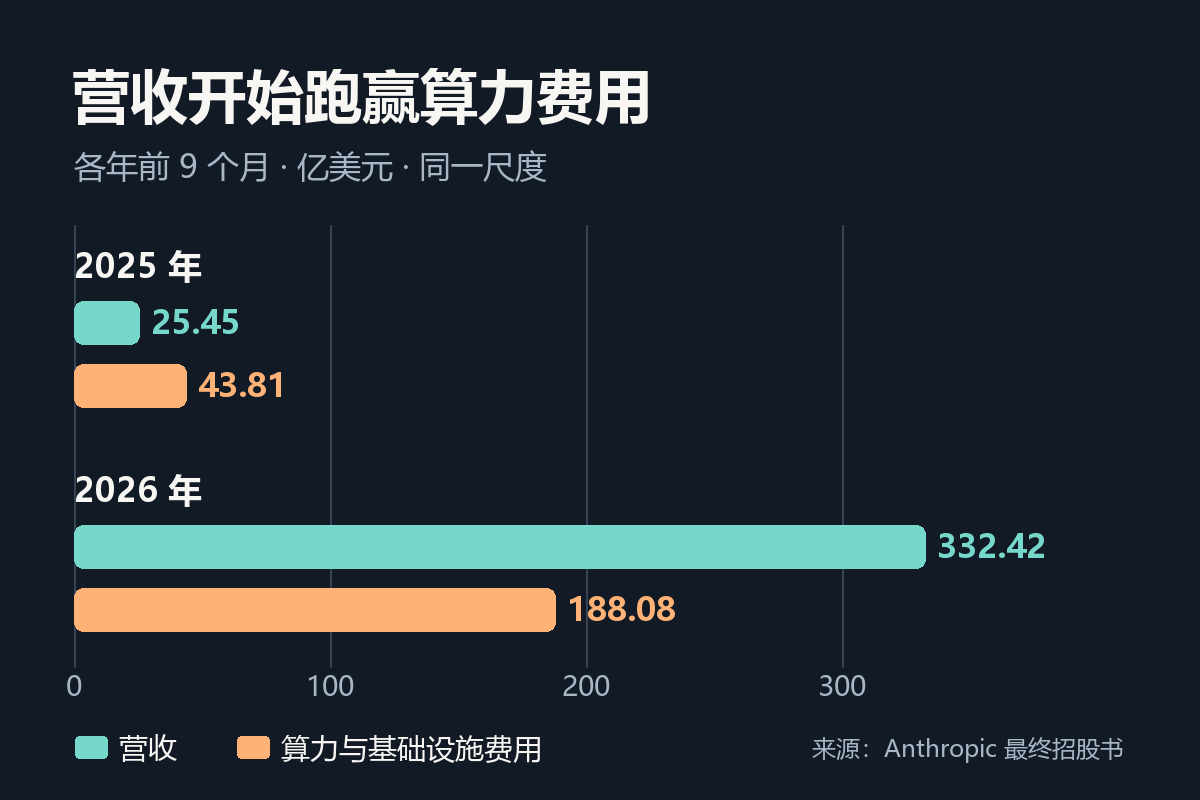 营收开始跑赢算力费用
各年前 9 个月 · 亿美元 · 同一尺度
2025 年
25.45
43.81
2026 年
332.42
188.08
0 100 200 300
营收 算力与基础设施费用 来源：Anthropic 最终招股书